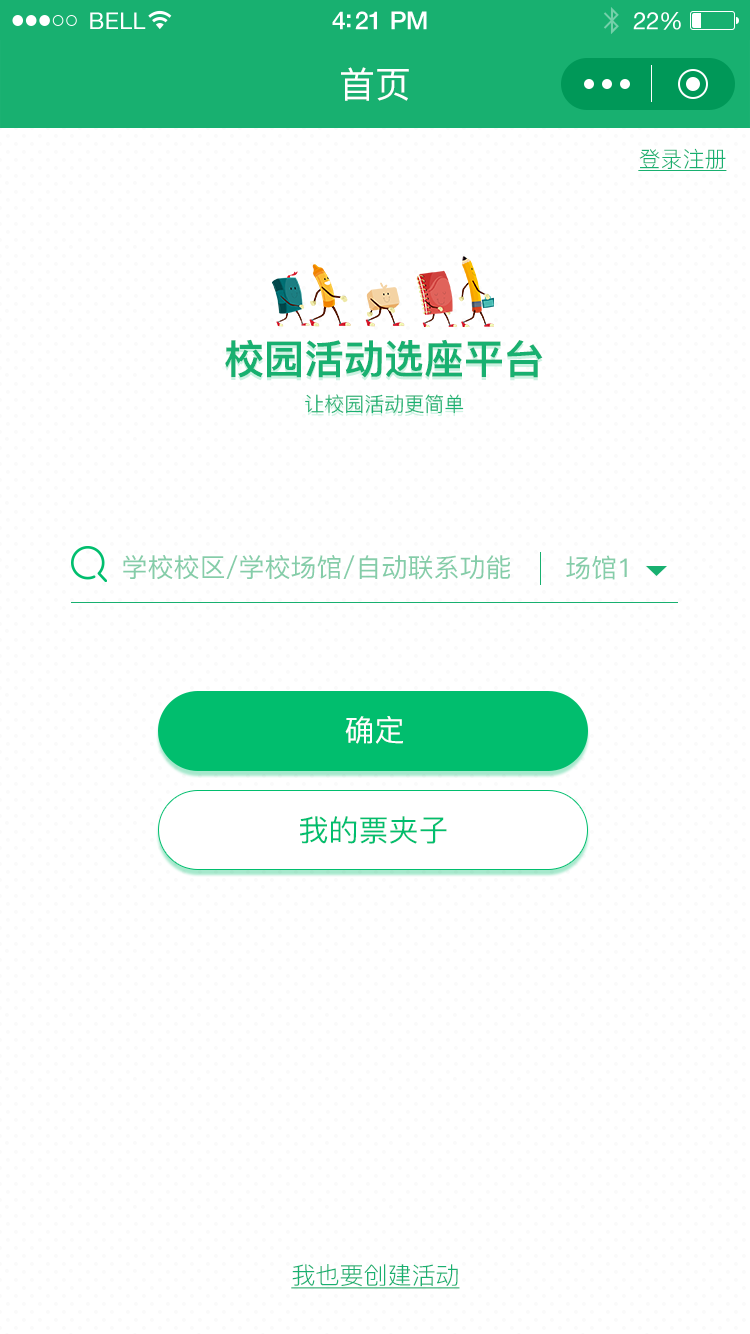 BELL 4:21 PM 22%
首页
登录注册
校园活动选座平台
让校园活动更简单
学校校区/学校场馆/自动联系功能 场馆1
确定
我的票夹子
我也要创建活动